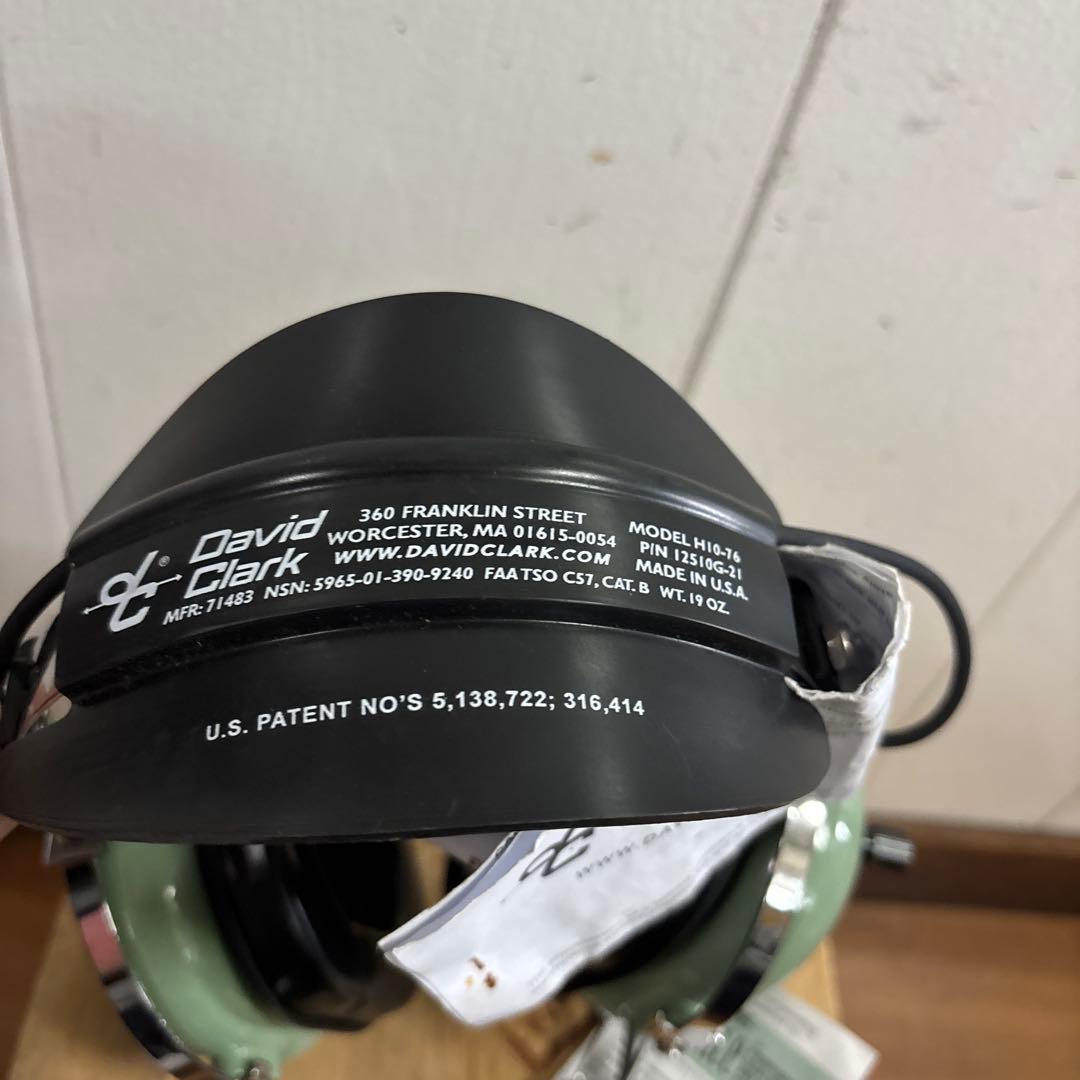 David
Clark
®
360 FRANKLIN STREET
WORCESTER, MA 01615-0054
WWW.DAVIDCLARK.COM
MFR: 71483 NSN: 5965-01-390-9240 FAA TSO C57, CAT. B WT. 19 OZ.
MODEL H10-76
P/N 12510G-21
MADE IN U.S.A.
U.S. PATENT NO'S 5,138,722; 316,414